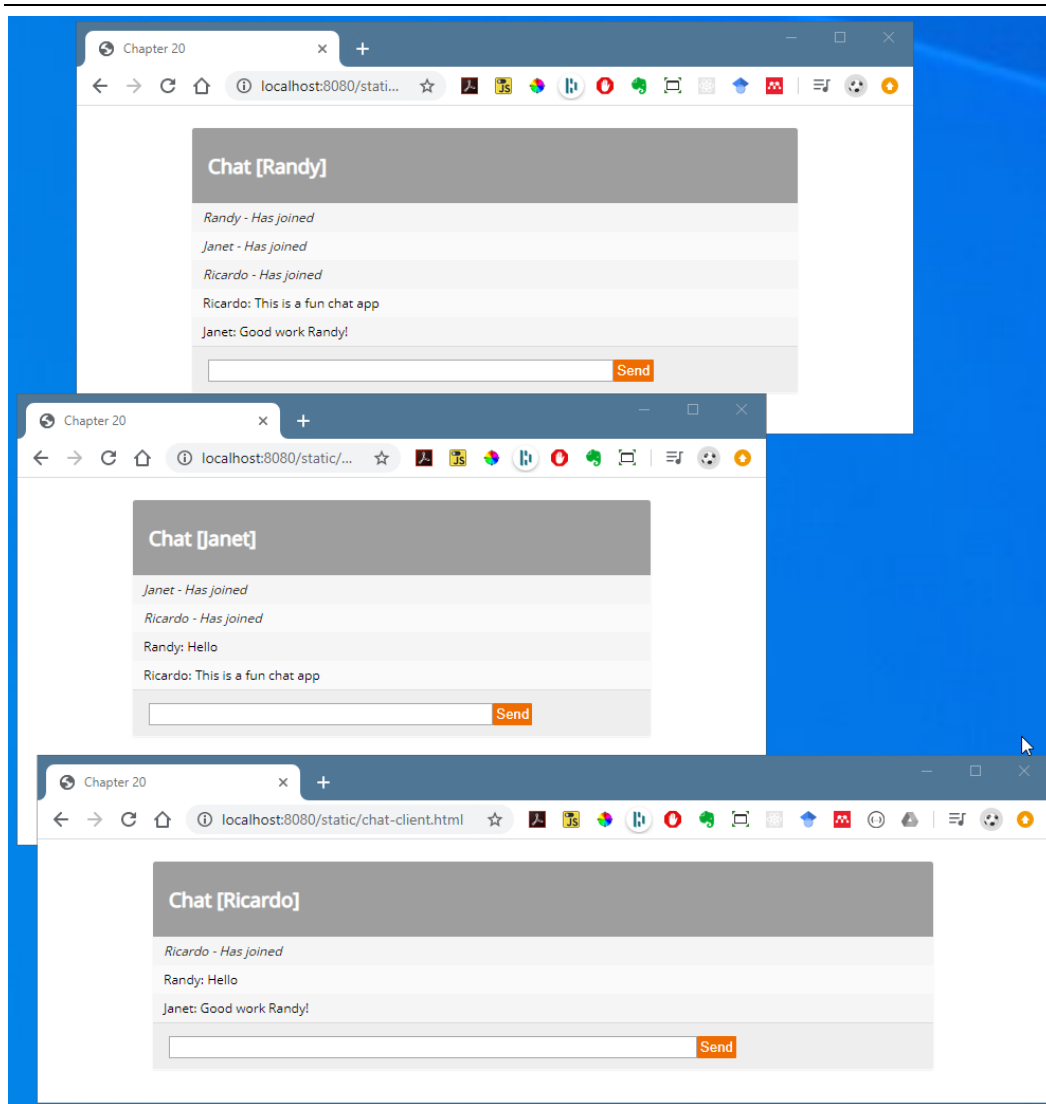 Chapter 20
localhost:8080/stati...
JS
Chat [Randy]
Randy - Has joined
Janet - Has joined
Ricardo - Has joined
Ricardo: This is a fun chat app
Janet: Good work Randy!
Send
Chapter 20
localhost:8080/static/...
JS
Chat [Janet]
Janet - Has joined
Ricardo - Has joined
Randy: Hello
Ricardo: This is a fun chat app
Send
Chapter 20
localhost:8080/static/chat-client.html
JS
Chat [Ricardo]
Ricardo - Has joined
Randy: Hello
Janet: Good work Randy!
Send